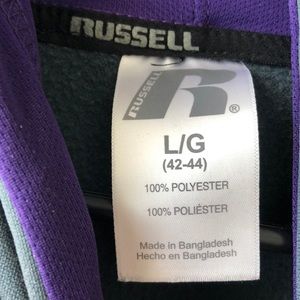 RUSSELL
RUSSELL
R®
L/G
(42-44)
100% POLYESTER
100% POLIÉSTER
Made in Bangladesh
Hecho en Bangladesh